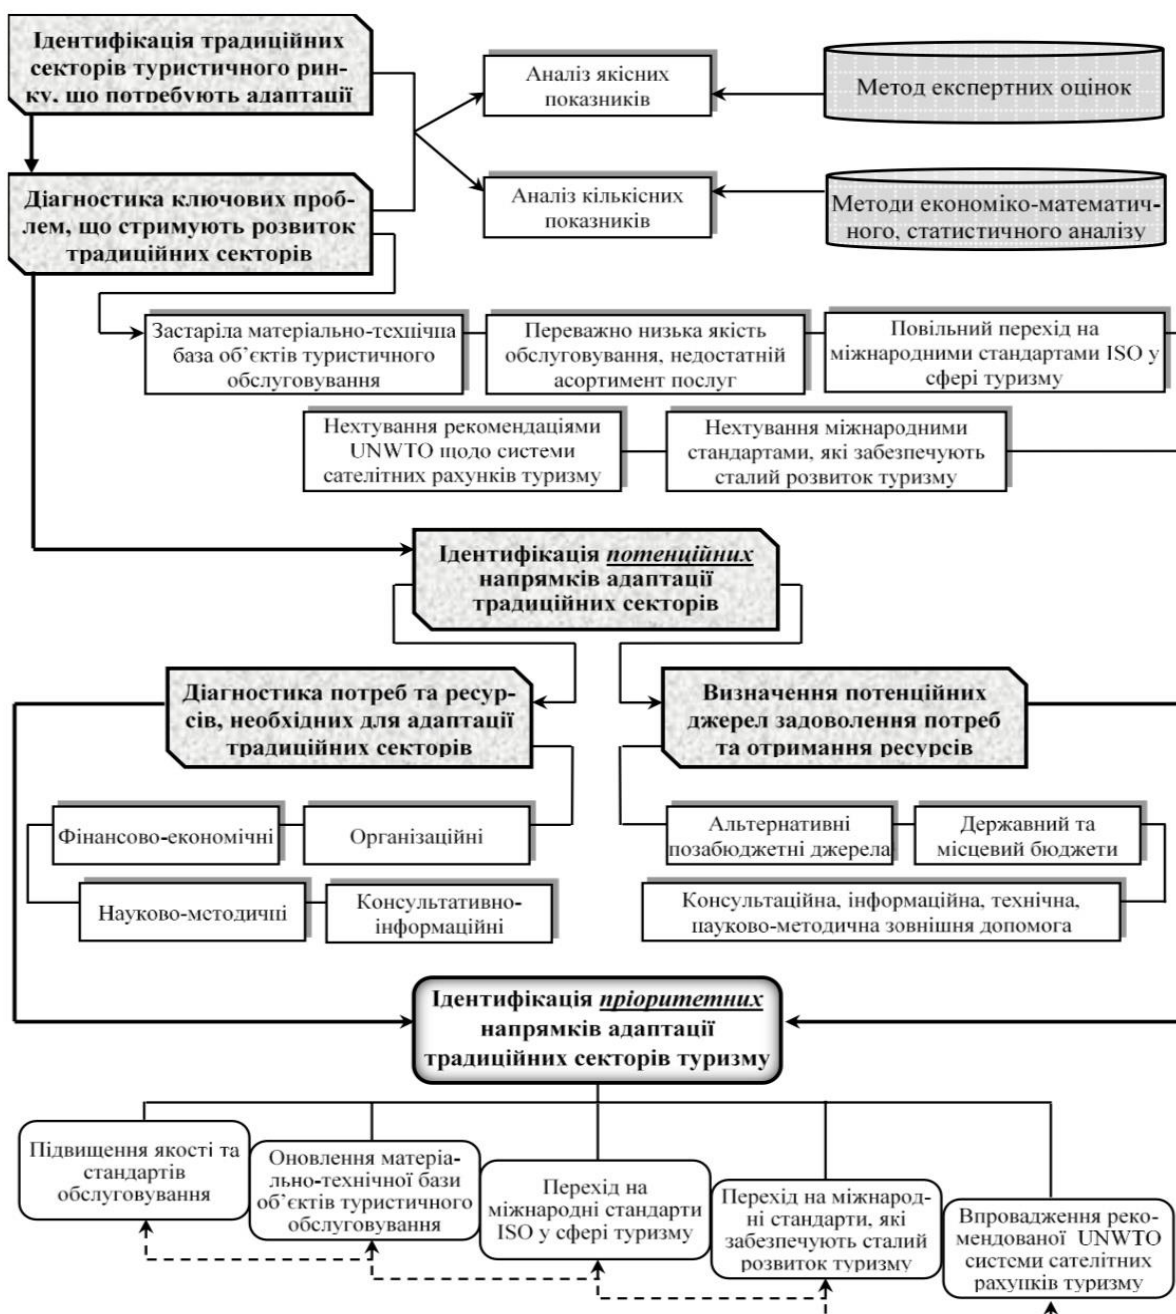 Ідентифікація традиційних
секторів туристичного рин-
ку, що потребують адаптації
Аналіз якісних
показників
Метод експертних оцінок
Діагностика ключових проб-
лем, що стримують розвиток
традиційних секторів
Аналіз кількісних
показників
Методи економіко-математич-
ного, статистичного аналізу
Застаріла матеріально-технічна
база об’єктів туристичного
обслуговування
Переважно низька якість
обслуговування, недостатній
асортимент послуг
Повільний перехід на
міжнародними стандартами ISO у
сфері туризму
Нехтування рекомендаціями
UNWTO щодо системи
сателітних рахунків туризму
Нехтування міжнародними
стандартами, які забезпечують
сталий розвиток туризму
Ідентифікація потенційних
напрямків адаптації
традиційних секторів
Діагностика потреб та ресур-
сів, необхідних для адаптації
традиційних секторів
Визначення потенційних
джерел задоволення потреб
та отримання ресурсів
Фінансово-економічні
Організаційні
Альтернативні
позабюджетні джерела
Державний та
місцевий бюджети
Науково-методичні
Консультативно-
інформаційні
Консультаційна, інформаційна, технічна,
науково-методична зовнішня допомога
Ідентифікація пріоритетних
напрямків адаптації
традиційних секторів туризму
Підвищення якості та
стандартів
обслуговування
Оновлення матеріа-
льно-технічної бази
об’єктів туристичного
обслуговування
Перехід на
міжнародні стандарти
ISO у сфері туризму
Перехід на міжнарод-
ні стандарти, які
забезпечують сталий
розвиток туризму
Впровадження реко-
мендованої UNWTO
системи сателітних
рахунків туризму